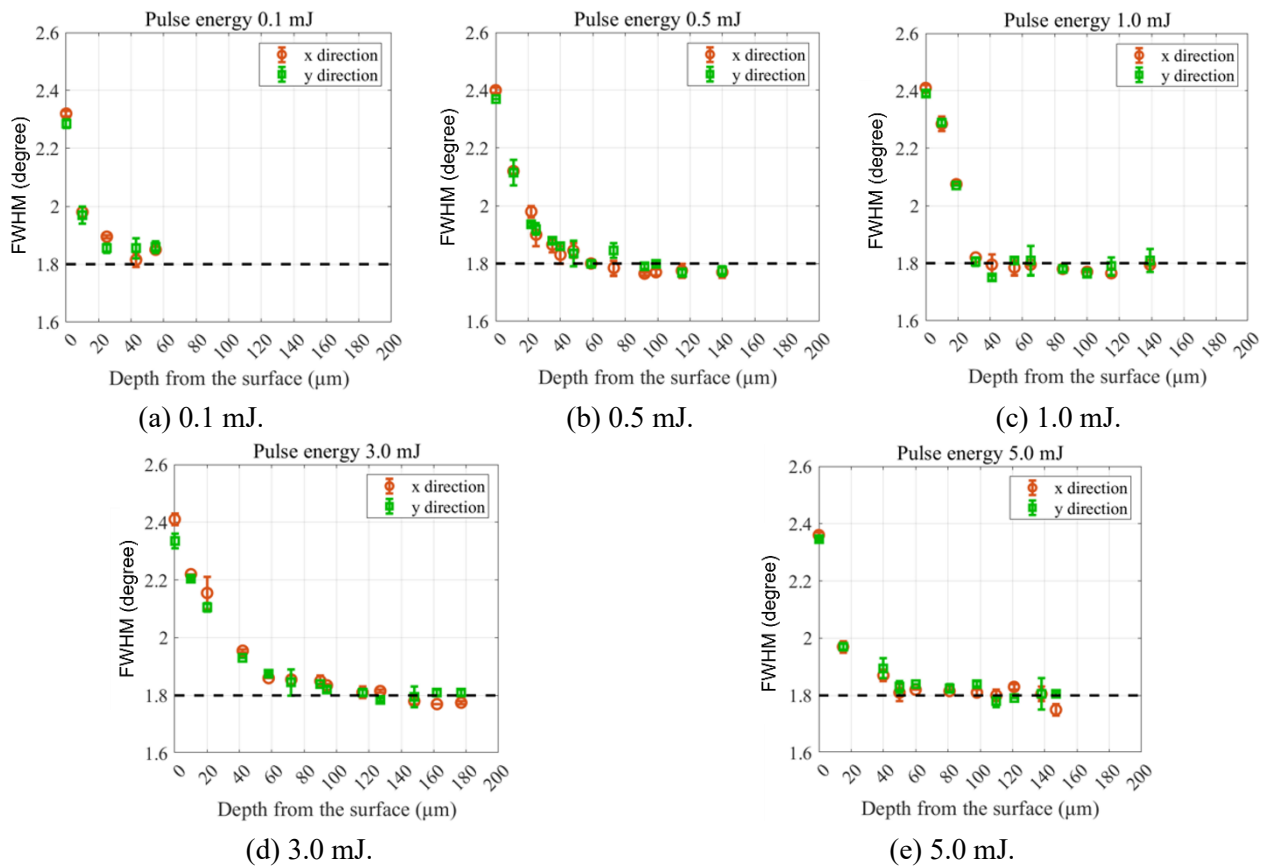 Pulse energy 0.1 mJ
2.6
2.4
2.2
2
1.8
1.6
FWHM (degree)
x direction
y direction
0 20 40 60 80 100 120 140 160 180 200
Depth from the surface (μm)
(a) 0.1 mJ.
Pulse energy 0.5 mJ
2.6
2.4
2.2
2
1.8
1.6
FWHM (degree)
x direction
y direction
0 20 40 60 80 100 120 140 160 180 200
Depth from the surface (μm)
(b) 0.5 mJ.
Pulse energy 1.0 mJ
2.6
2.4
2.2
2
1.8
1.6
FWHM (degree)
x direction
y direction
0 20 40 60 80 100 120 140 160 180 200
Depth from the surface (μm)
(c) 1.0 mJ.
Pulse energy 3.0 mJ
2.6
2.4
2.2
2
1.8
1.6
FWHM (degree)
x direction
y direction
0 20 40 60 80 100 120 140 160 180 200
Depth from the surface (μm)
(d) 3.0 mJ.
Pulse energy 5.0 mJ
2.6
2.4
2.2
2
1.8
1.6
FWHM (degree)
x direction
y direction
0 20 40 60 80 100 120 140 160 180 200
Depth from the surface (μm)
(e) 5.0 mJ.